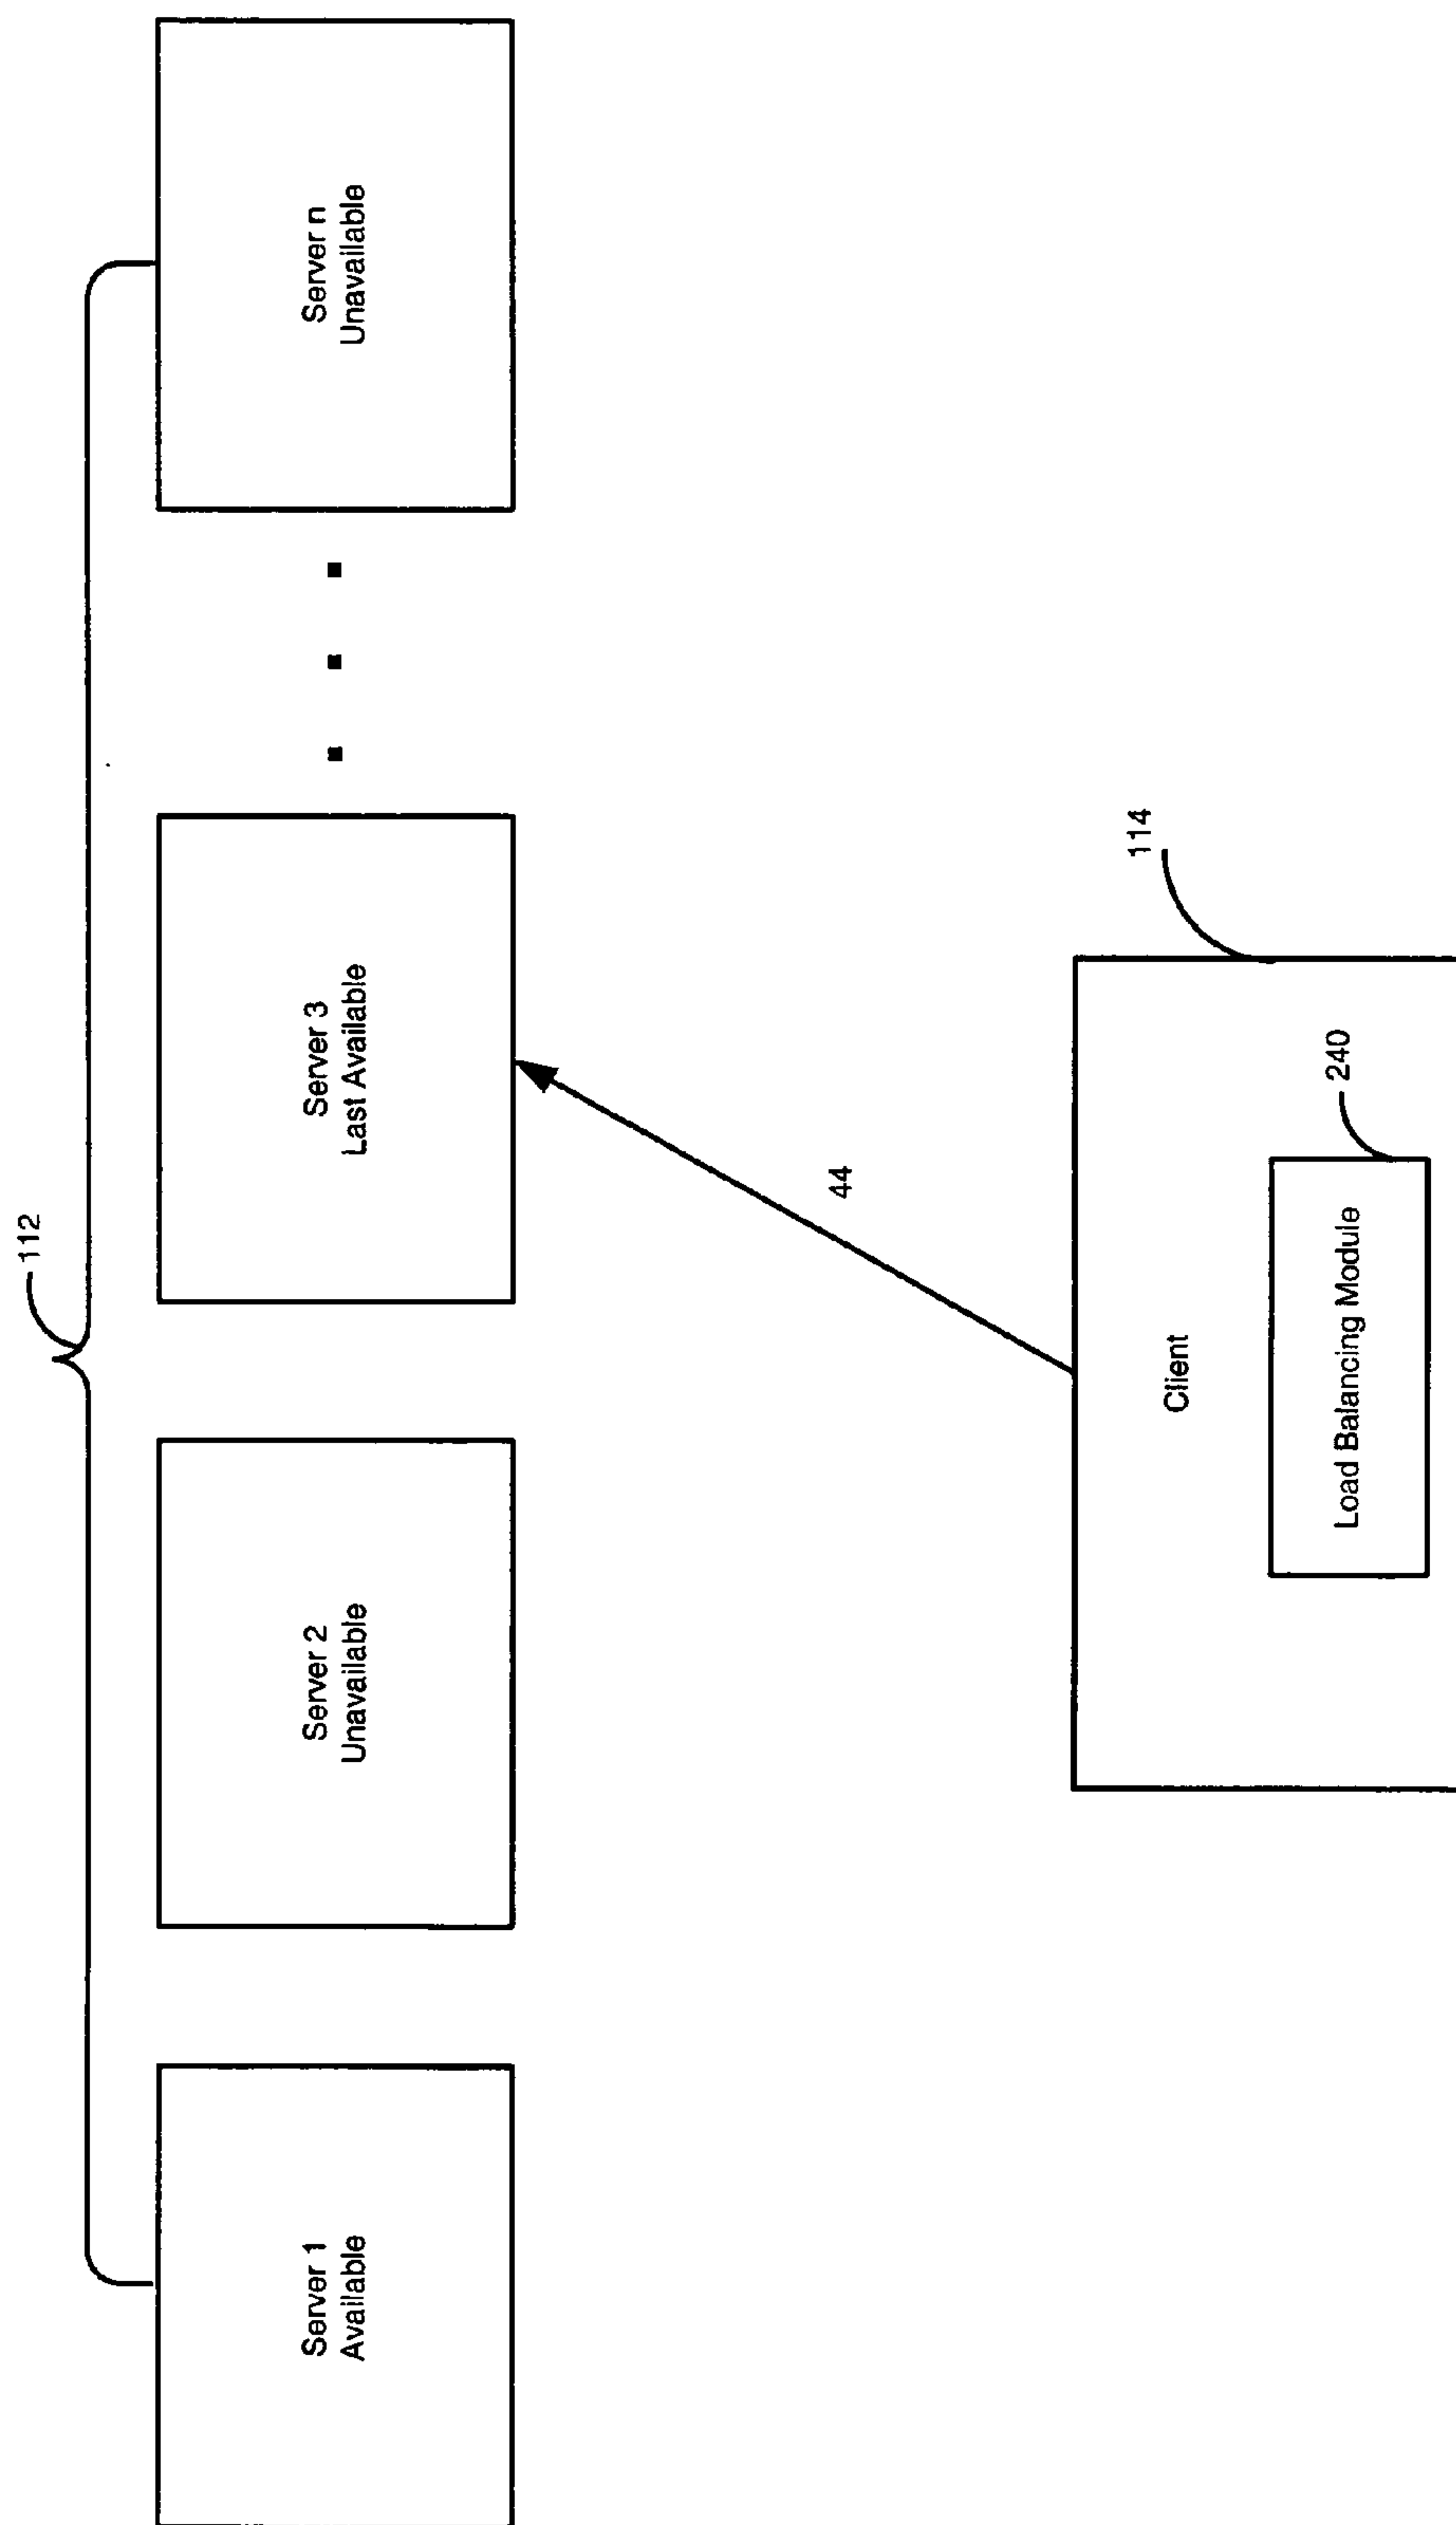 112
Server 1
Available
Server 2
Unavailable
Server 3
Last Available
Server n
Unavailable
44
114
Client
240
Load Balancing Module